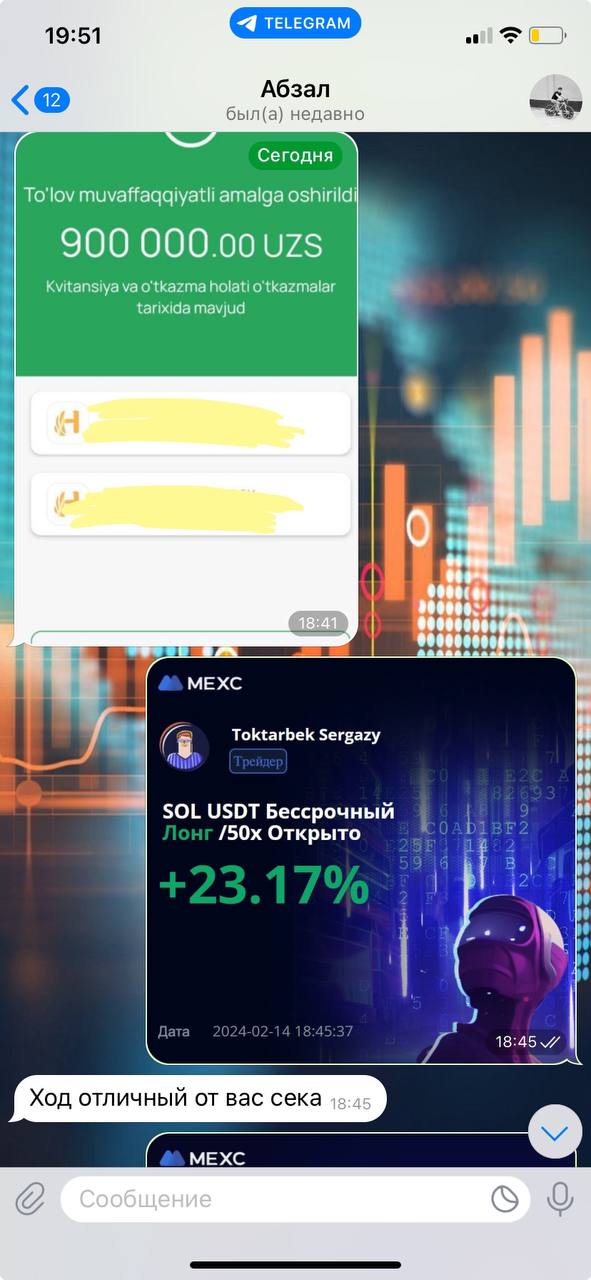 19:51
TELEGRAM
12
Абзал
был(а) недавно
Сегодня
To'lov muvaffaqqiyatli amalga oshirildi
900 000.00 UZS
Kvitansiya va o'tkazma holati o'tkazmalar
tarixida mavjud
18:41
MEXC
Toktarbek Sergazy
Трейдер
SOL USDT Бессрочный
Лонг /50x Открыто
+23.17%
Дата 2024-02-14 18:45:37
18:45
Ход отличный от вас сека 18:45
MEXC
Сообщение